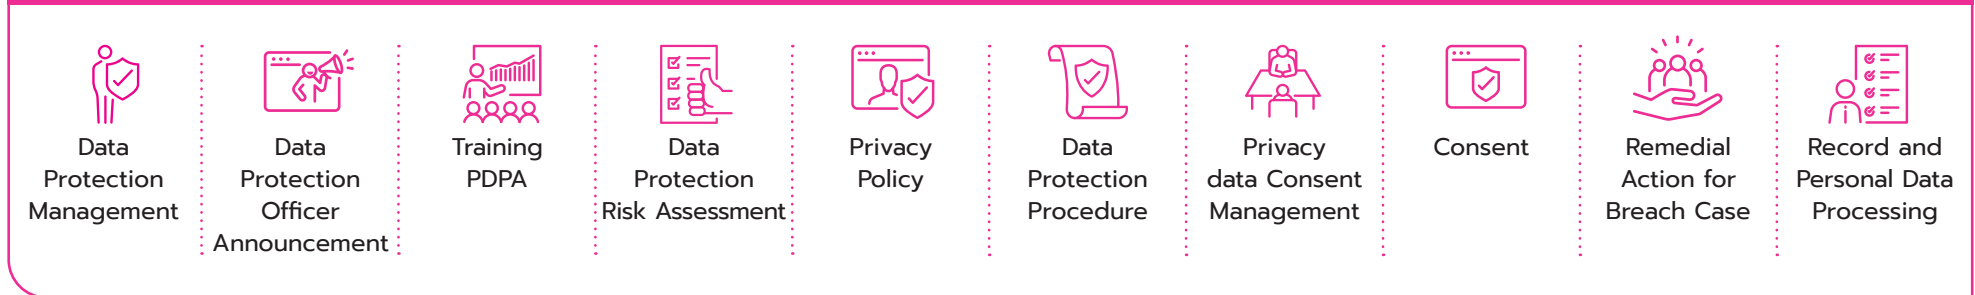 Data
Protection
Management
Data
Protection
Officer
Announcement
Training
PDPA
Data
Protection
Risk Assessment
Privacy
Policy
Data
Protection
Procedure
Privacy
data Consent
Management
Consent
Remedial
Action for
Breach Case
Record and
Personal Data
Processing